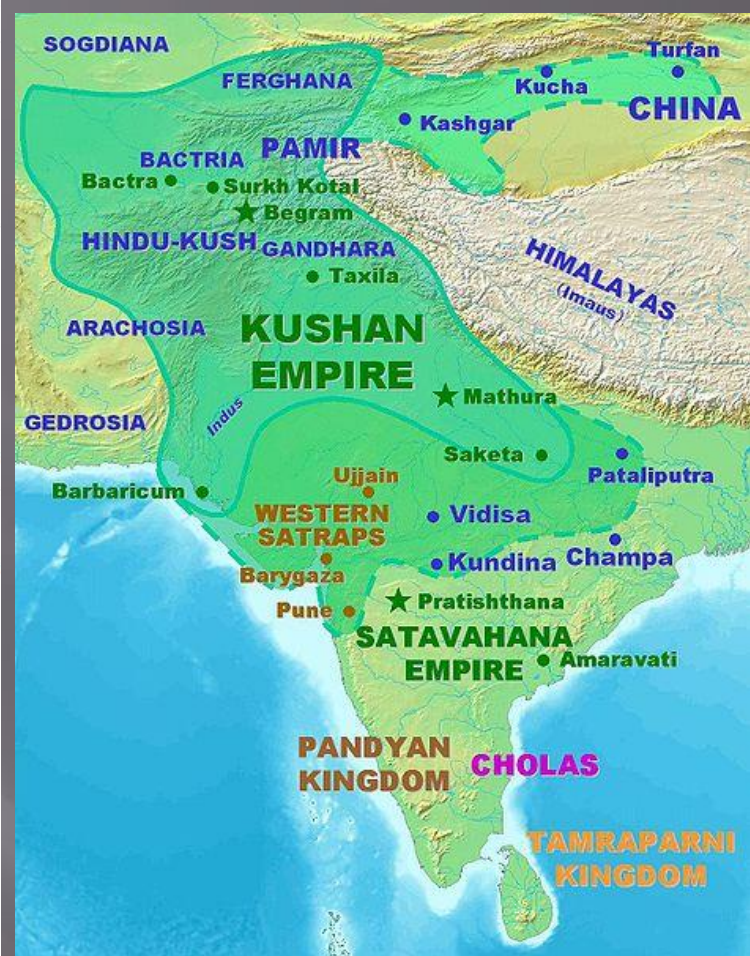 SOGDIANA
Turfan
FERGHANA
Kucha
CHINA
Kashgar
PAMIR
BACTRIA
Bactra
Surkh Kotal
Begram
HINDU-KUSH
GANDHARA
HIMALAYAS
(Imaus)
Taxila
ARACHOSIA
KUSHAN
EMPIRE
Mathura
GEDROSIA
Indus
Saketa
Pataliputra
Ujjain
Barbaricum
WESTERN
SATRAPS
Vidisa
Kundina
Champa
Barygaza
Pune
Pratishthana
SATAVAHANA
EMPIRE
Amaravati
PANDYAN
KINGDOM
CHOLAS
TAMRAPARNI
KINGDOM